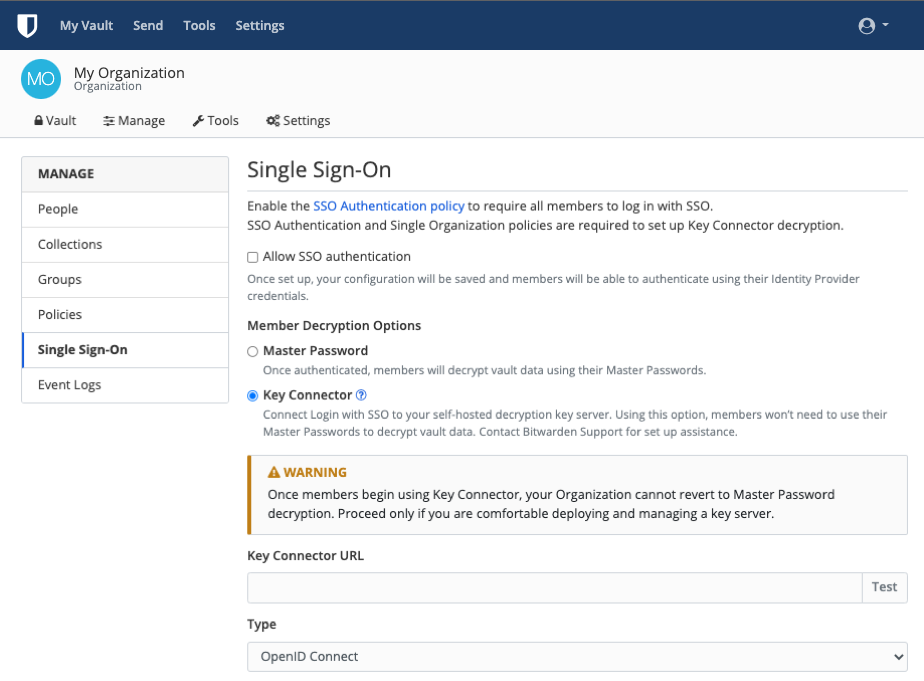 My Vault Send Tools Settings
MO My Organization
Organization
Vault Manage Tools Settings
MANAGE
People
Collections
Groups
Policies
Single Sign-On
Event Logs
Single Sign-On
Enable the SSO Authentication policy to require all members to log in with SSO.
SSO Authentication and Single Organization policies are required to set up Key Connector decryption.
Allow SSO authentication
Once set up, your configuration will be saved and members will be able to authenticate using their Identity Provider
credentials.
Member Decryption Options
Master Password
Once authenticated, members will decrypt vault data using their Master Passwords.
Key Connector
Connect Login with SSO to your self-hosted decryption key server. Using this option, members won't need to use their
Master Passwords to decrypt vault data. Contact Bitwarden Support for set up assistance.
WARNING
Once members begin using Key Connector, your Organization cannot revert to Master Password
decryption. Proceed only if you are comfortable deploying and managing a key server.
Key Connector URL
Test
Type
OpenID Connect